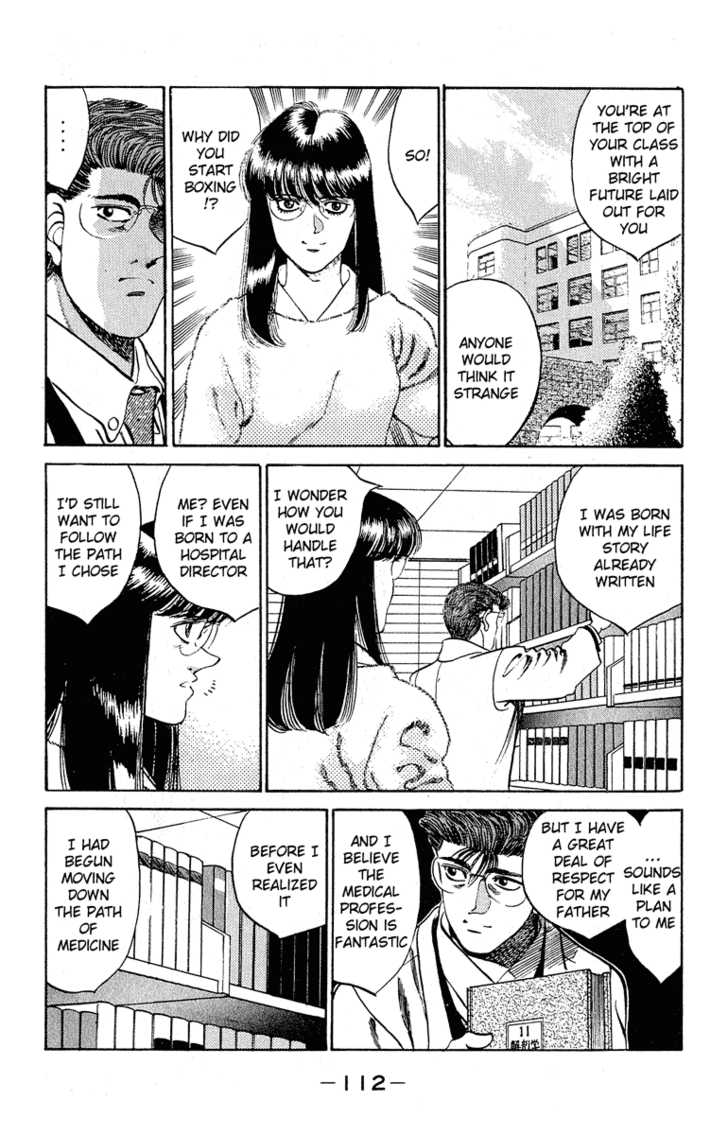 YOU'RE AT
THE TOP OF
YOUR CLASS
WITH A
BRIGHT
FUTURE LAID
OUT FOR
YOU
ANYONE
WOULD
THINK IT
STRANGE
SO!
WHY DID
YOU
START
BOXING
!?
....
I WAS BORN
WITH MY LIFE
STORY
ALREADY
WRITTEN
I WONDER
HOW YOU
WOULD
HANDLE
THAT?
ME? EVEN
IF I WAS
BORN TO A
HOSPITAL
DIRECTOR
I'D STILL
WANT TO
FOLLOW
THE PATH
I CHOSE
...
SOUNDS
LIKE A
PLAN
TO ME
BUT I HAVE
A GREAT
DEAL OF
RESPECT
FOR MY
FATHER
AND I
BELIEVE
THE
MEDICAL
PROFES-
SION IS
FANTASTIC
11
解剖学
BEFORE I
EVEN
REALIZED
IT
I HAD
BEGUN
MOVING
DOWN
THE PATH
OF
MEDICINE
-112-